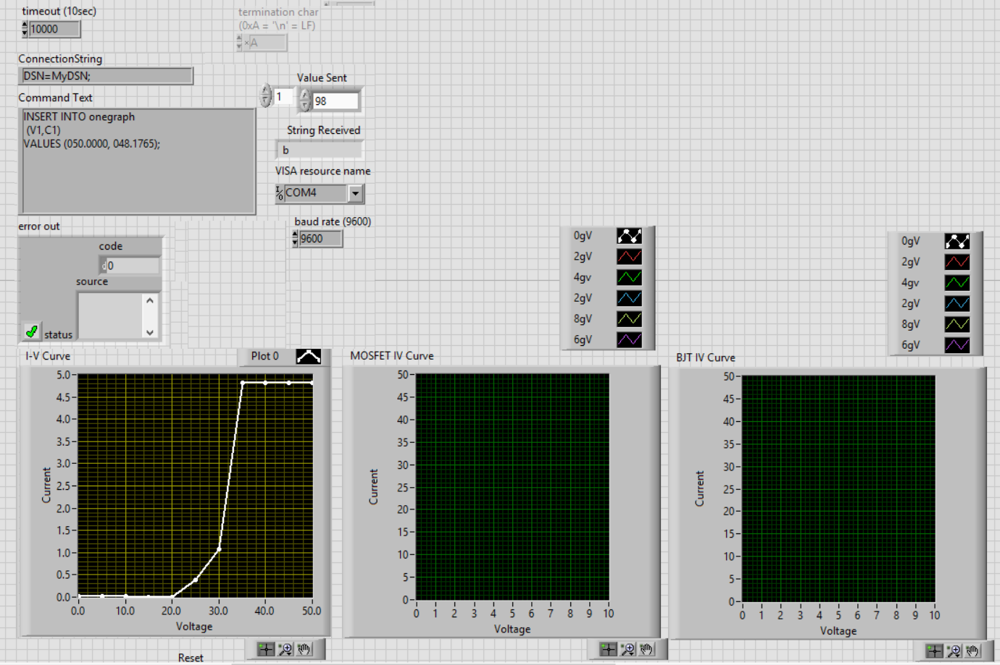 timeout (10sec)
10000
termination char
(0xA = '\n' = LF)
×A
ConnectionString
DSN=MyDSN;
Command Text
INSERT INTO onegraph
(V1,C1)
VALUES (050.0000, 048.1765);
Value Sent
1
98
String Received
b
VISA resource name
I/O COM4
baud rate (9600)
9600
error out
code
d0
source
status
0gV
2gV
4gv
2gV
8gV
6gV
0gV
2gV
4gv
2gV
8gV
6gV
I-V Curve
Plot 0
Current
5.0
4.5
4.0
3.5
3.0
2.5
2.0
1.5
1.0
0.5
0.0
0.0 10.0 20.0 30.0 40.0 50.0
Voltage
Reset
MOSFET IV Curve
Current
50
45
40
35
30
25
20
15
10
5
0
0 1 2 3 4 5 6 7 8 9 10
Voltage
BJT IV Curve
Current
50
45
40
35
30
25
20
15
10
5
0
0 1 2 3 4 5 6 7 8 9 10
Voltage